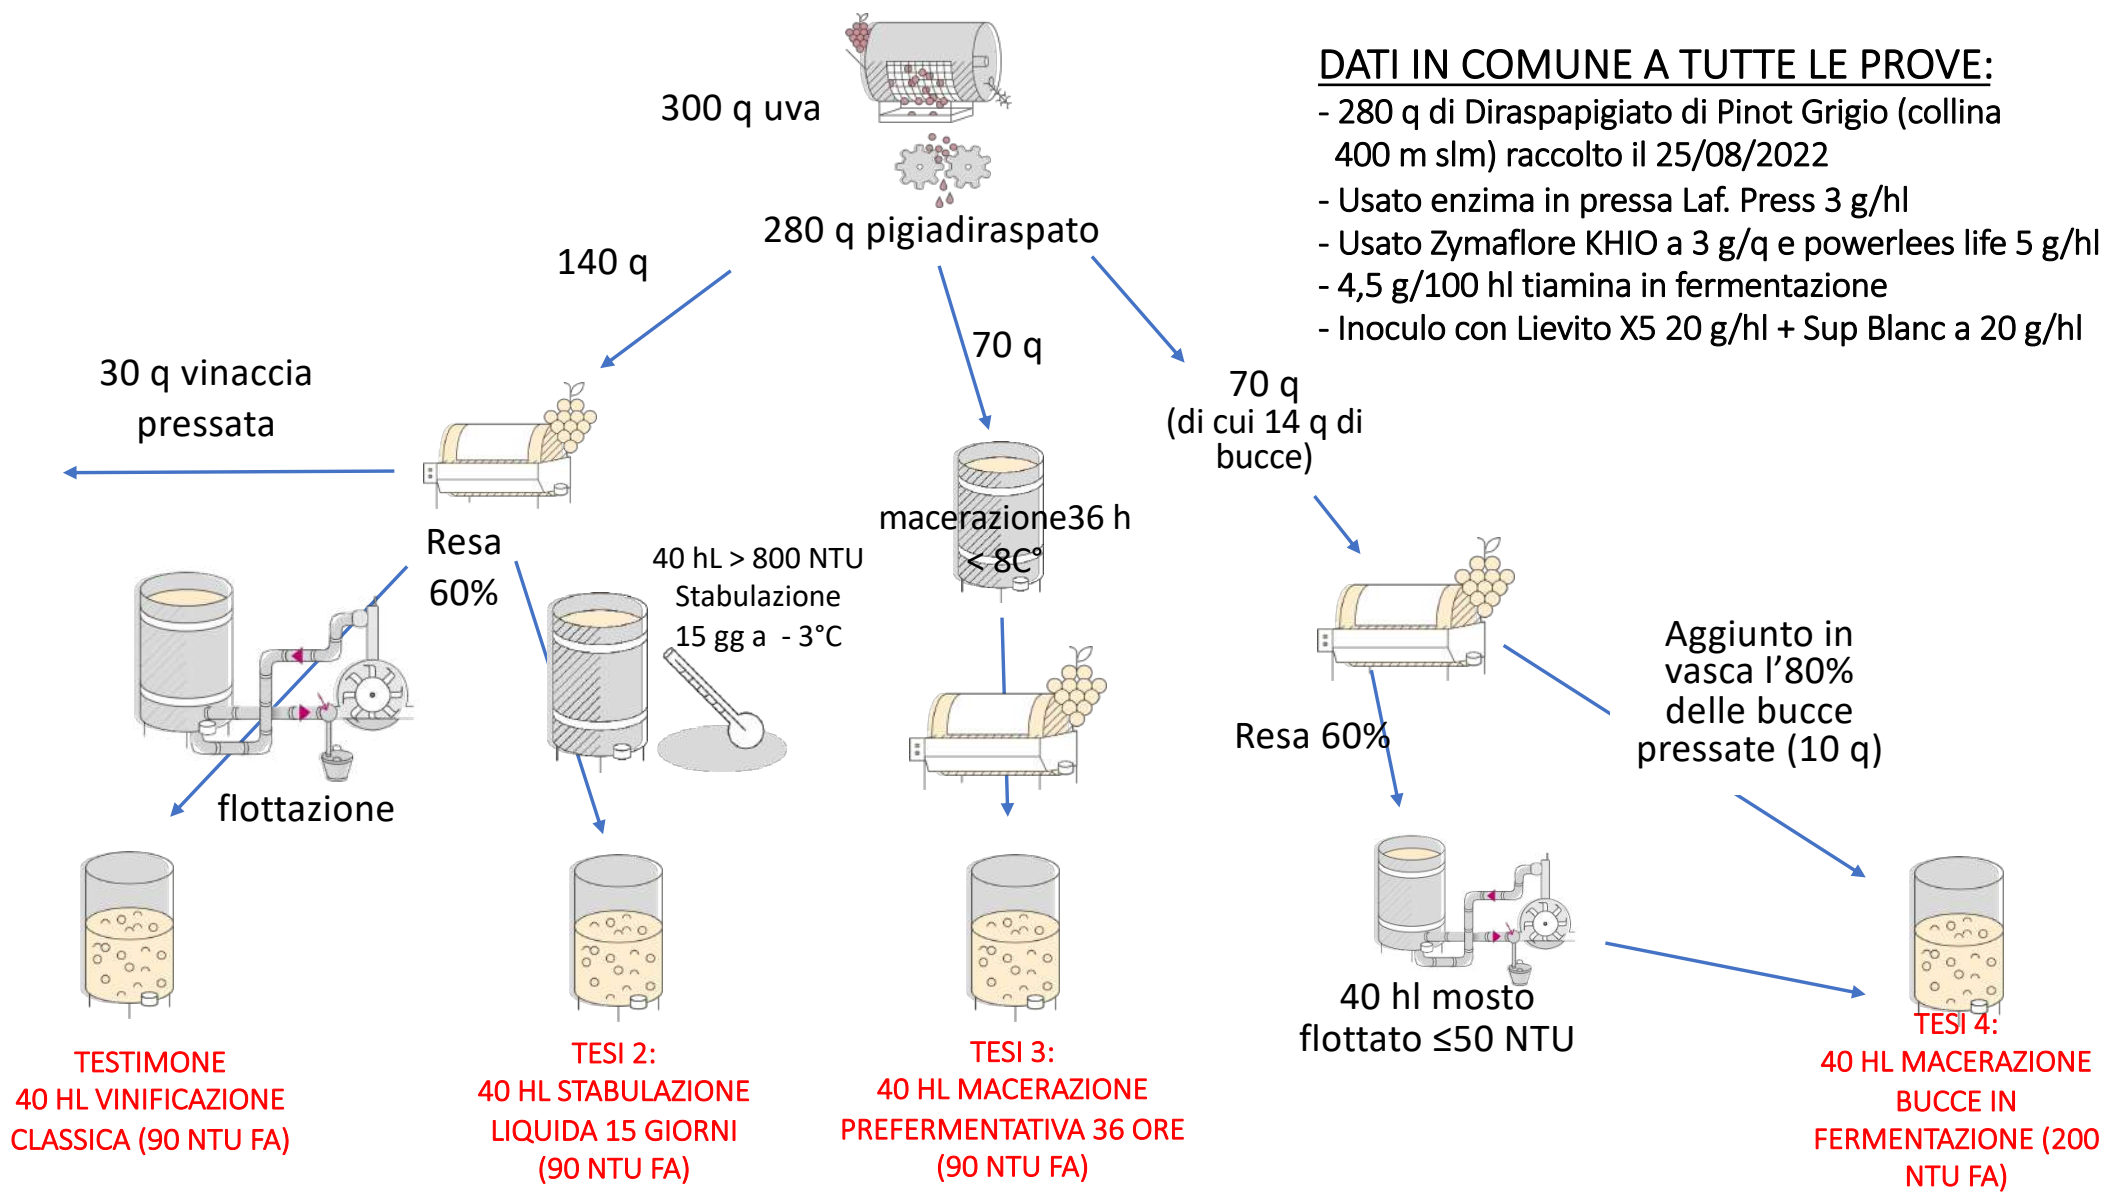 300 q uva
280 q pigiadiraspato
DATI IN COMUNE A TUTTE LE PROVE:
- 280 q di Diraspapigiato di Pinot Grigio (collina
400 m slm) raccolto il 25/08/2022
- Usato enzima in pressa Laf. Press 3 g/hl
- Usato Zymaflore KHIO a 3 g/q e powerlees life 5 g/hl
- 4,5 g/100 hl tiamina in fermentazione
- Inoculo con Lievito X5 20 g/hl + Sup Blanc a 20 g/hl
140 q
70 q
70 q
(di cui 14 q di
bucce)
30 q vinaccia
pressata
Resa
60%
40 hL > 800 NTU
Stabulazione
15 gg a - 3°C
macerazione36 h
< 8C°
Resa 60%
Aggiunto in
vasca l’80%
delle bucce
pressate (10 q)
flottazione
40 hl mosto
flottato ≤50 NTU
TESTIMONE
40 HL VINIFICAZIONE
CLASSICA (90 NTU FA)
TESI 2:
40 HL STABULAZIONE
LIQUIDA 15 GIORNI
(90 NTU FA)
TESI 3:
40 HL MACERAZIONE
PREFERMENTATIVA 36 ORE
(90 NTU FA)
TESI 4:
40 HL MACERAZIONE
BUCCE IN
FERMENTAZIONE (200
NTU FA)